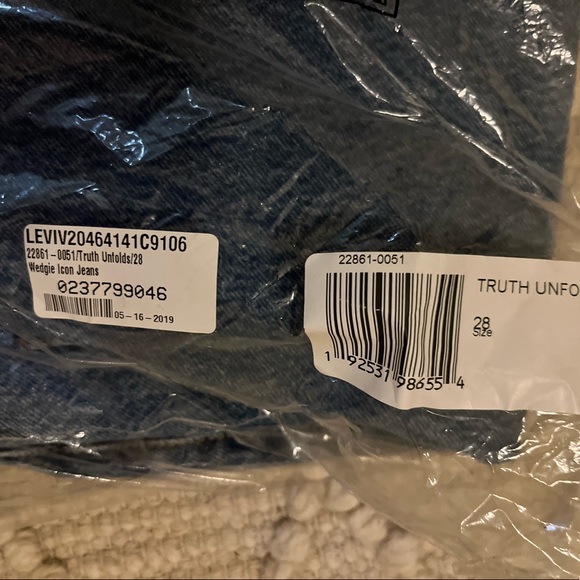 LEVIV20464141C9106
22861-0051/Truth Unfolds/28
Wedgie Icon Jeans
0237799046
05-16-2019
22861-0051
TRUTH UNFO
28
Size
1 92531 98655 4